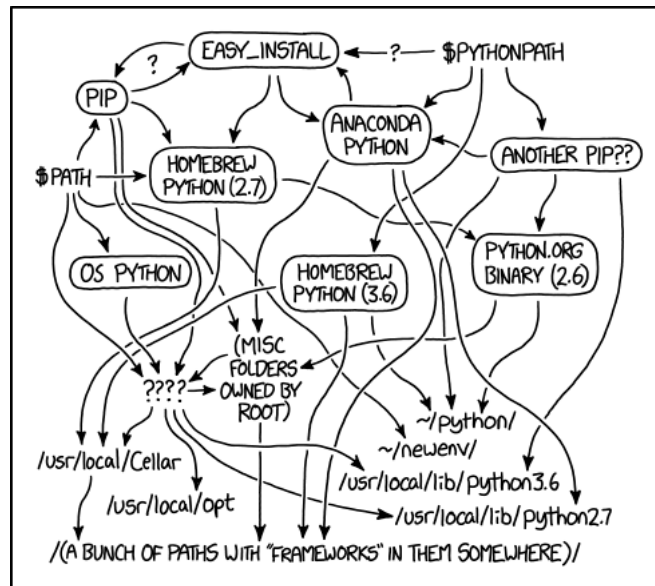 EASY_INSTALL
?
$PYTHONPATH
?
PIP
ANACONDA
PYTHON
ANOTHER PIP??
HOMEBREW
PYTHON (2.7)
$PATH
OS PYTHON
HOMEBREW
PYTHON (3.6)
PYTHON.ORG
BINARY (2.6)
(MISC
FOLDERS
OWNED BY
ROOT)
????
~/python/
~/newenv/
/usr/local/Cellar
/usr/local/opt
/usr/local/lib/python3.6
/usr/local/lib/python2.7
/(A BUNCH OF PATHS WITH "FRAMEWORKS" IN THEM SOMEWHERE)/